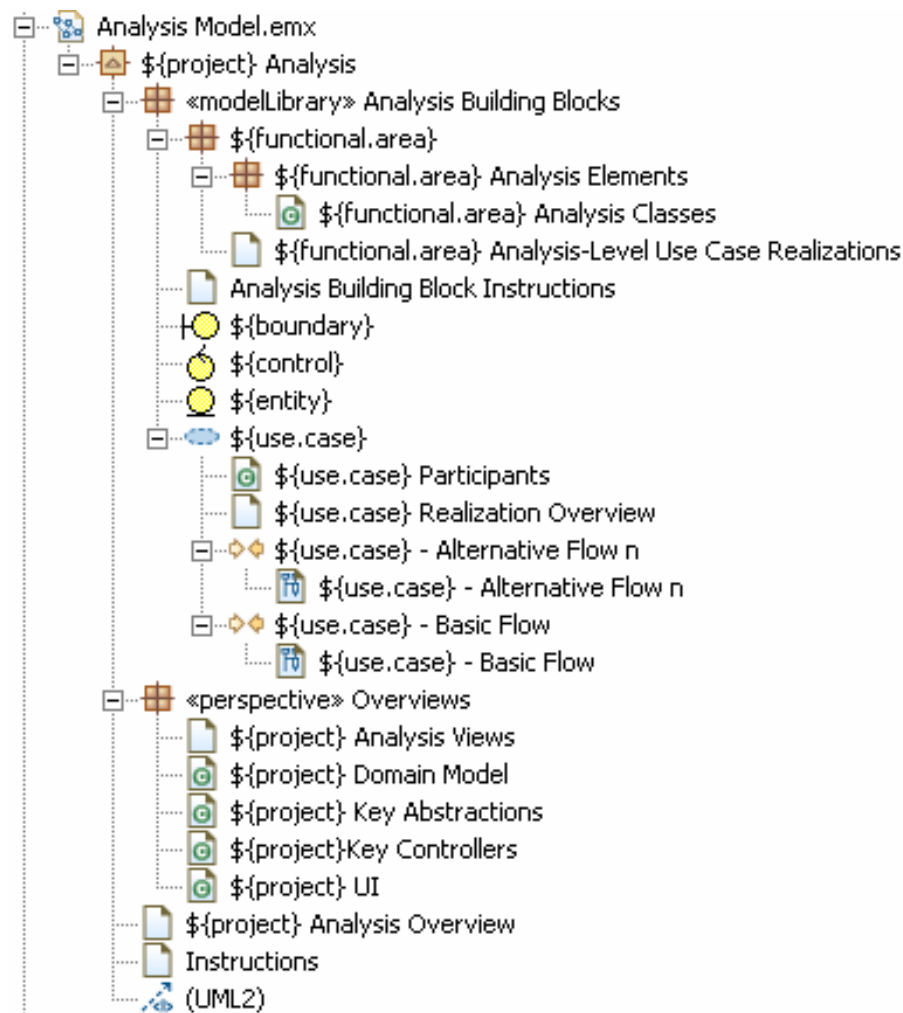 Analysis Model.emx
${project} Analysis
«modelLibrary» Analysis Building Blocks
${functional.area}
${functional.area} Analysis Elements
${functional.area} Analysis Classes
${functional.area} Analysis-Level Use Case Realizations
Analysis Building Block Instructions
${boundary}
${control}
${entity}
${use.case}
${use.case} Participants
${use.case} Realization Overview
${use.case} - Alternative Flow n
${use.case} - Alternative Flow n
${use.case} - Basic Flow
${use.case} - Basic Flow
«perspective» Overviews
${project} Analysis Views
${project} Domain Model
${project} Key Abstractions
${project}Key Controllers
${project} UI
${project} Analysis Overview
Instructions
(UML2)